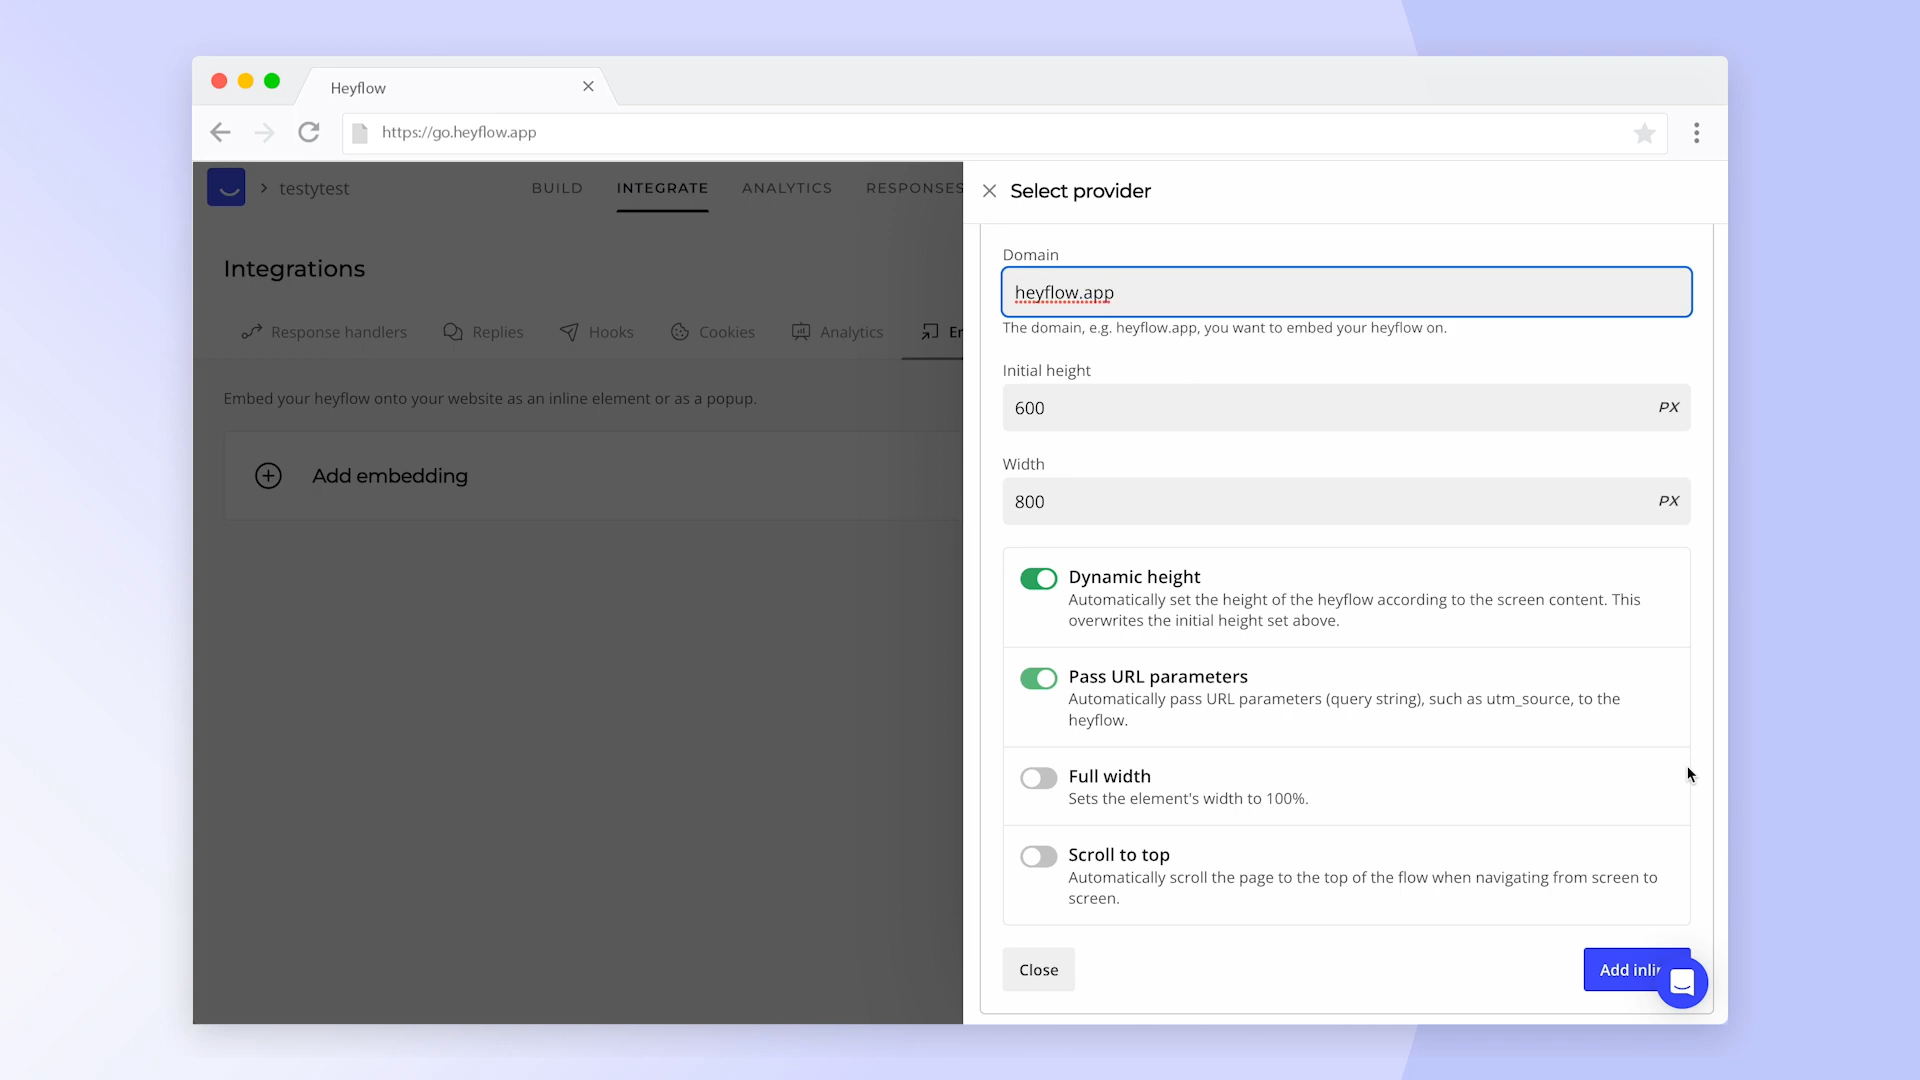 Heyflow
https://go.heyflow.app
testytest
BUILD
INTEGRATE
ANALYTICS
RESPONSES
Integrations
Response handlers
Replies
Hooks
Cookies
Analytics
Embed your heyflow onto your website as an inline element or as a popup.
Add embedding
Select provider
Domain
heyflow.app
The domain, e.g. heyflow.app, you want to embed your heyflow on.
Initial height
600
PX
Width
800
PX
Dynamic height
Automatically set the height of the heyflow according to the screen content. This
overwrites the initial height set above.
Pass URL parameters
Automatically pass URL parameters (query string), such as utm_source, to the
heyflow.
Full width
Sets the element's width to 100%.
Scroll to top
Automatically scroll the page to the top of the flow when navigating from screen to
screen.
Close
Add